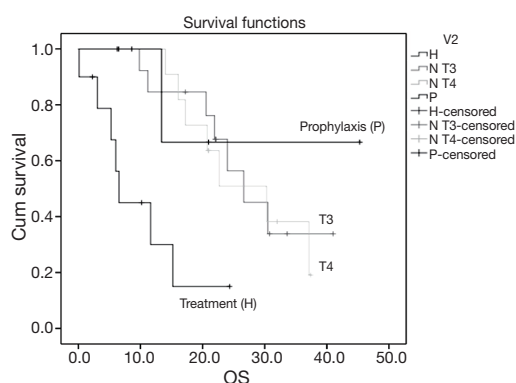 Survival functions
V2
H
N T3
N T4
P
H-censored
N T3-censored
N T4-censored
P-censored
Cum survival
1.0
0.8
0.6
0.4
0.2
0.0
Prophylaxis (P)
T3
T4
Treatment (H)
0.0 10.0 20.0 30.0 40.0 50.0
OS